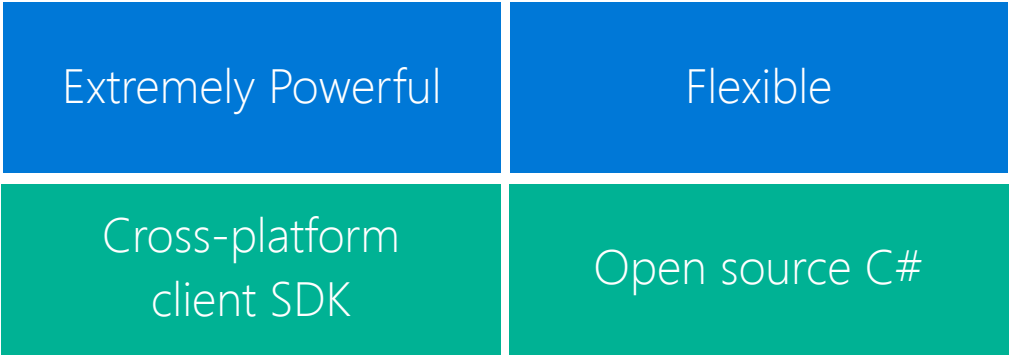 Extremely Powerful
Flexible
Cross-platform
client SDK
Open source C#